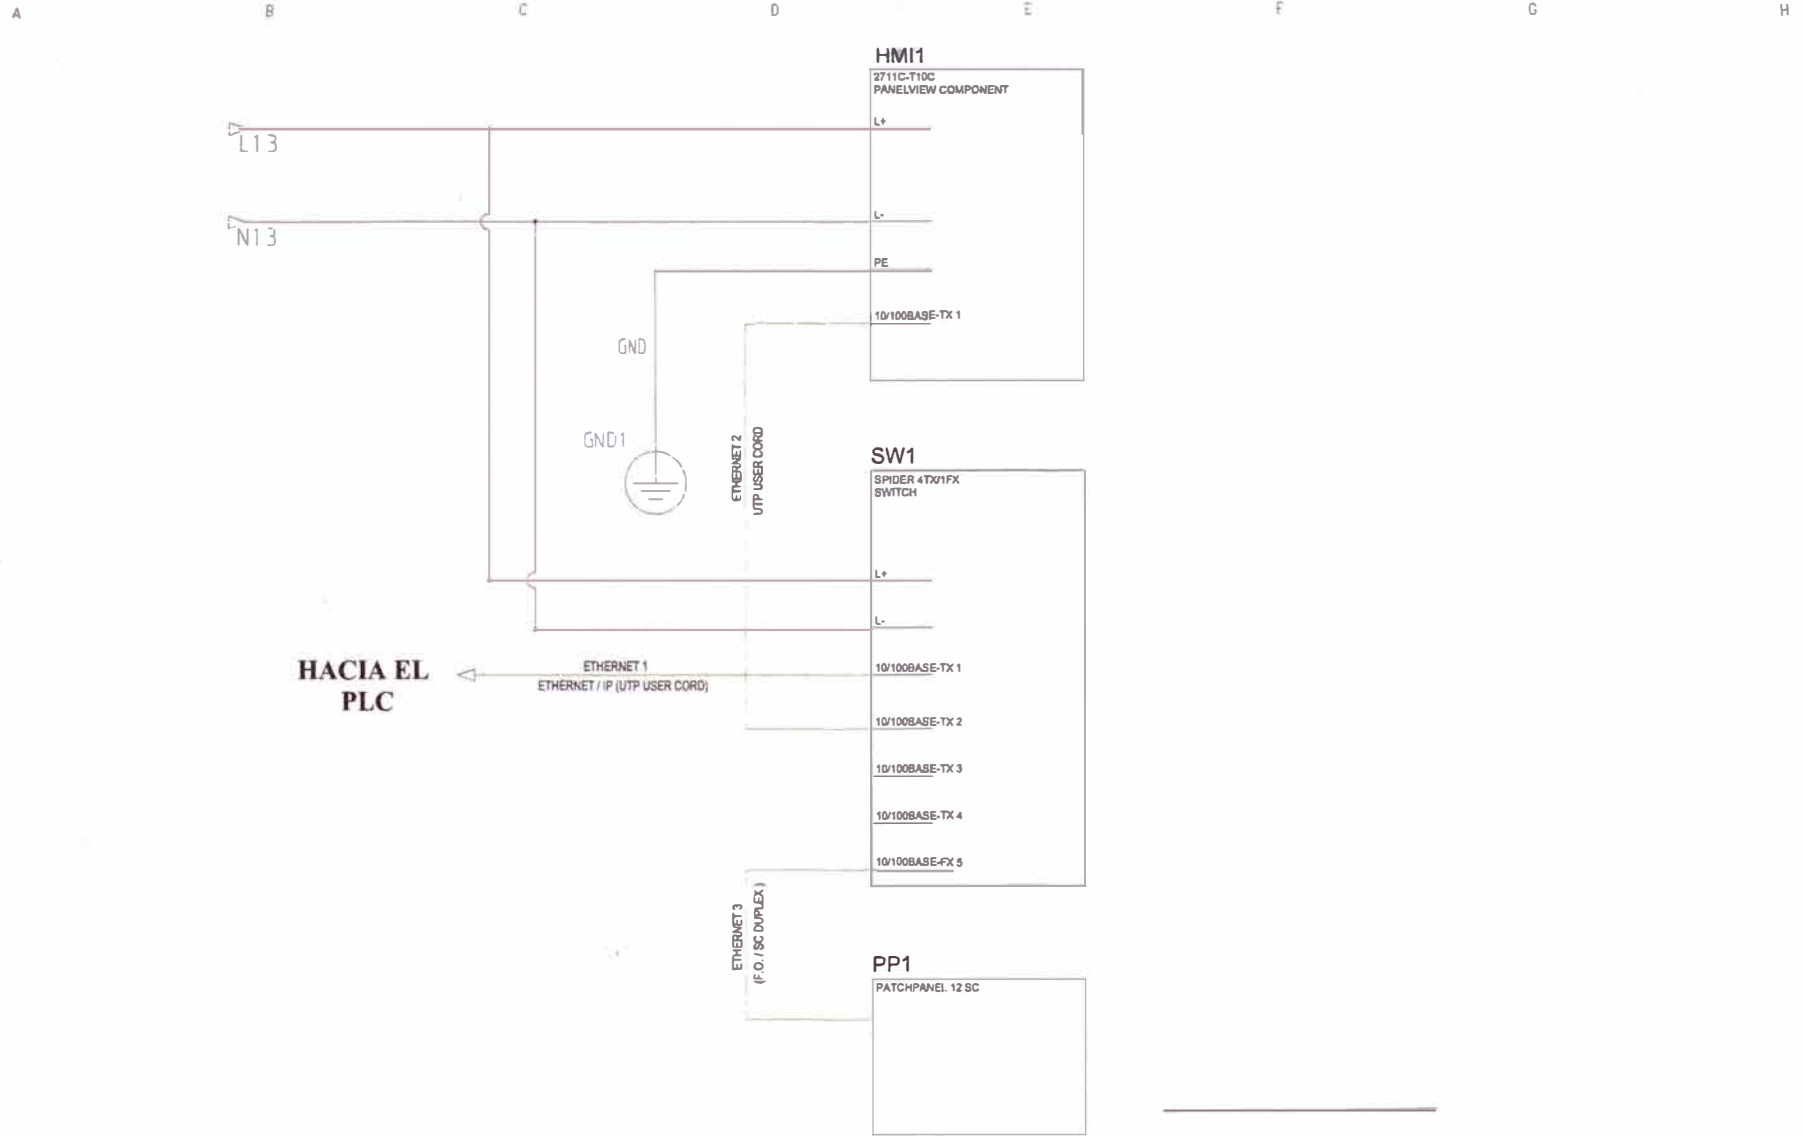 A B C D E F G H
HMI1
2711C-T10C
PANELVIEW COMPONENT
L+
L13
L-
N13
PE
10/100BASE-TX 1
GND
GND1
ETHERNET 2
UTP USER CORD
SW1
SPIDER 4TX/1FX
SWITCH
L+
L-
HACIA EL
PLC
ETHERNET 1
ETHERNET / IP (UTP USER CORD)
10/100BASE-TX 1
10/100BASE-TX 2
10/100BASE-TX 3
10/100BASE-TX 4
10/100BASE-FX 5
ETHERNET 3
(F.O. / SC DUPLEX )
PP1
PATCHPANEL 12 SC